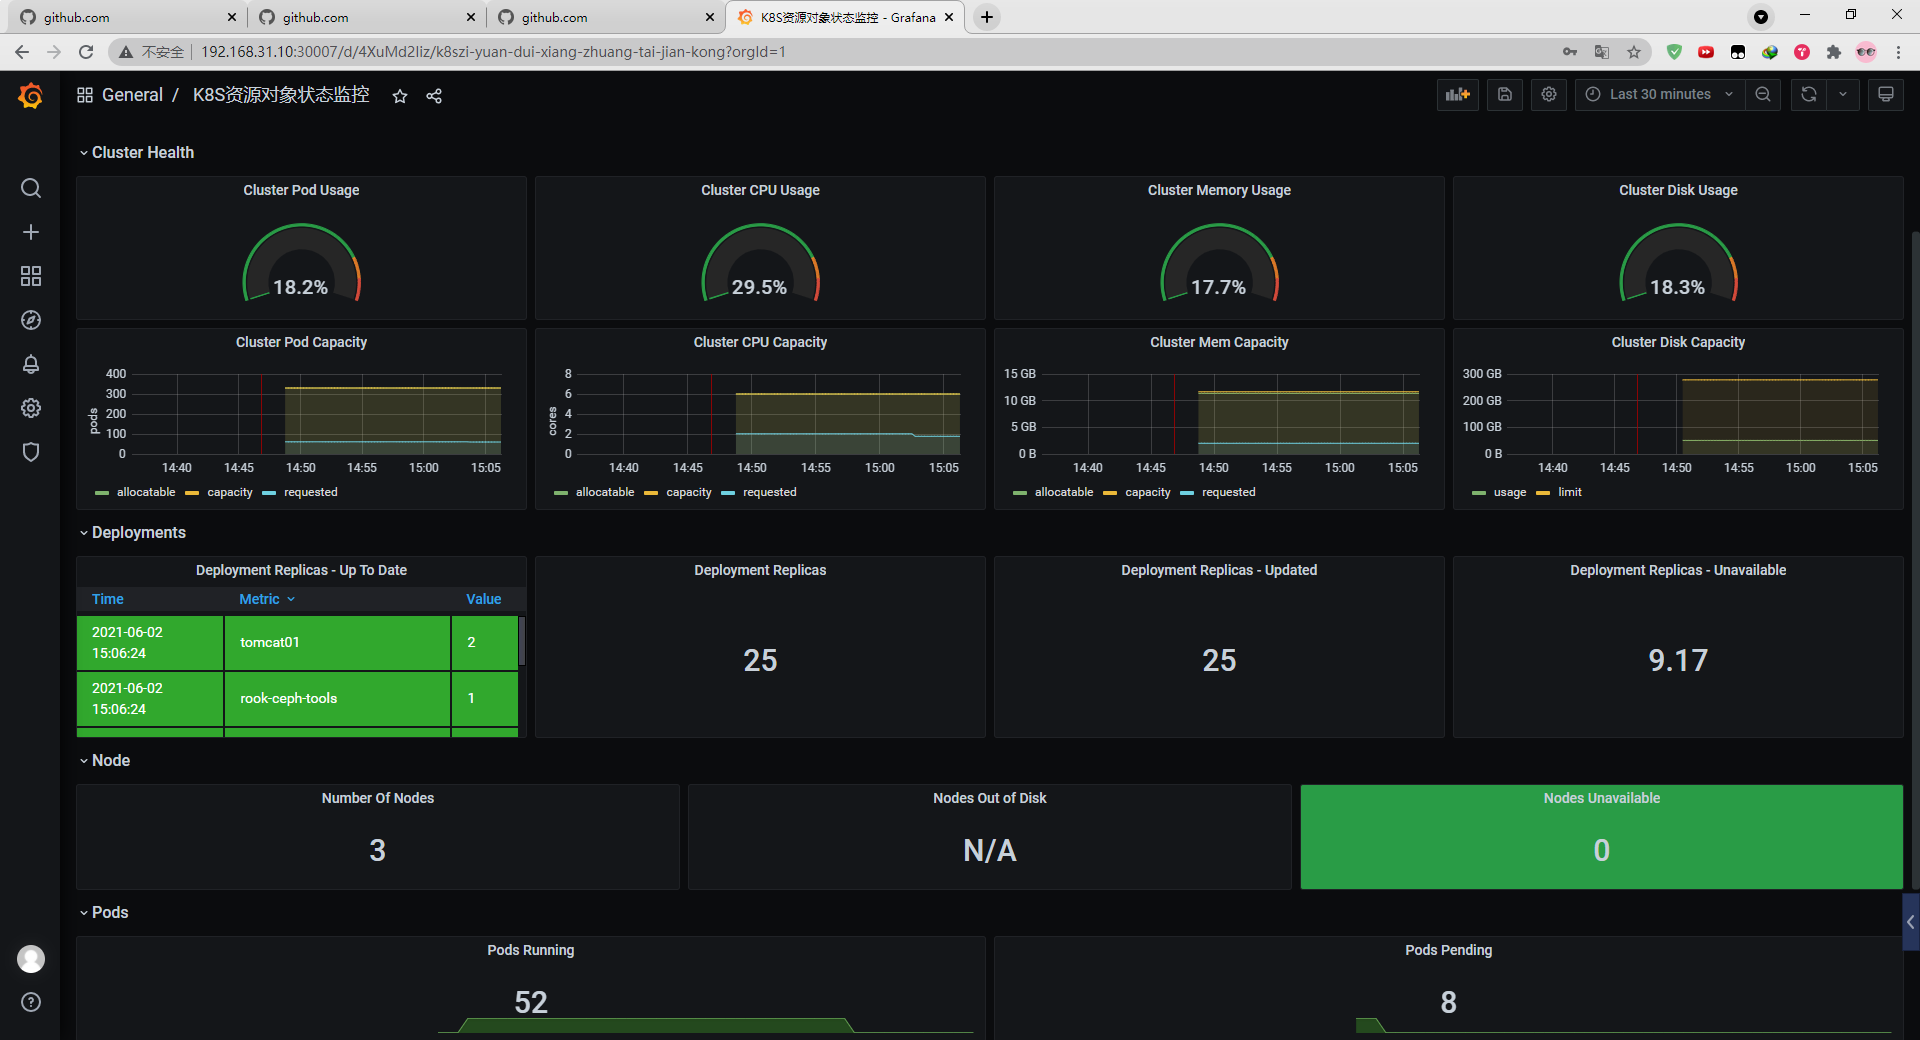 github.com
github.com
github.com
K8S资源对象状态监控 - Grafana
不安全
192.168.31.10:30007/d/4XuMd2Iiz/k8szi-yuan-dui-xiang-zhuang-tai-jian-kong?orgId=1
General / K8S资源对象状态监控
Last 30 minutes
Cluster Health
Cluster Pod Usage
18.2%
Cluster CPU Usage
29.5%
Cluster Memory Usage
17.7%
Cluster Disk Usage
18.3%
Cluster Pod Capacity
pods
400
300
200
100
0
14:40 14:45 14:50 14:55 15:00 15:05
allocatable capacity requested
Cluster CPU Capacity
cores
8
6
4
2
0
14:40 14:45 14:50 14:55 15:00 15:05
allocatable capacity requested
Cluster Mem Capacity
15 GB
10 GB
5 GB
0 B
14:40 14:45 14:50 14:55 15:00 15:05
allocatable capacity requested
Cluster Disk Capacity
300 GB
200 GB
100 GB
0 B
14:40 14:45 14:50 14:55 15:00 15:05
usage limit
Deployments
Deployment Replicas - Up To Date
Time Metric Value
2021-06-02 15:06:24 tomcat01 2
2021-06-02 15:06:24 rook-ceph-tools 1
Deployment Replicas
25
Deployment Replicas - Updated
25
Deployment Replicas - Unavailable
9.17
Node
Number Of Nodes
3
Nodes Out of Disk
N/A
Nodes Unavailable
0
Pods
Pods Running
52
Pods Pending
8